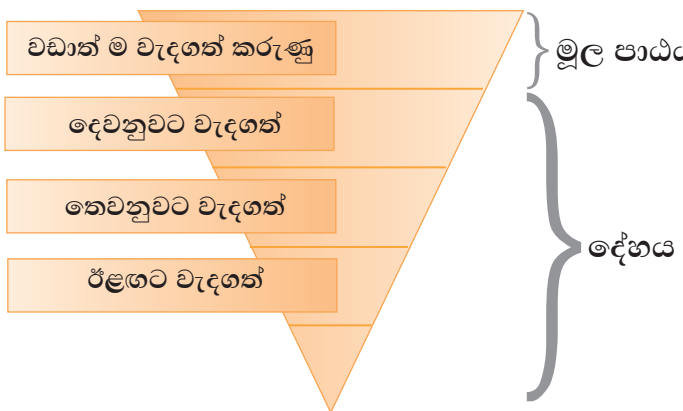 වඩාත් ම වැදගත් කරුණු
මූල පාඨය
දෙවනුවට වැදගත්
තෙවනුවට වැදගත්
දේහය
ඊළඟට වැදගත්